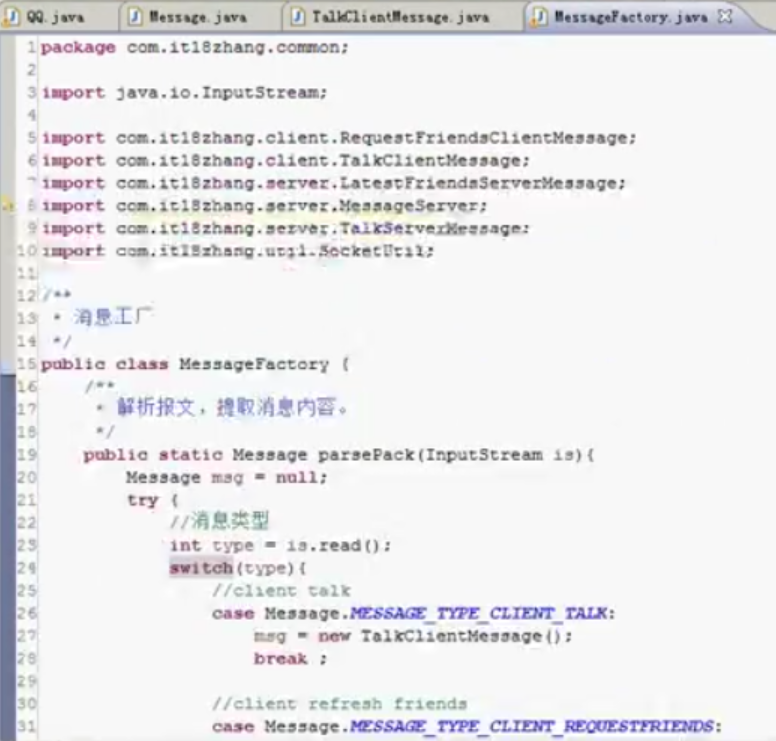 QQ.java
Message.java
TalkClientMessage.java
MessageFactory.java
1 package com.it18zhang.common;
2
3 import java.io.InputStream;
4
5 import com.it18zhang.client.RequestFriendsClientMessage;
6 import com.it18zhang.client.TalkClientMessage;
7 import com.it18zhang.server.LatestFriendsServerMessage;
8 import com.it18zhang.server.MessageServer;
9 import com.it18zhang.server.TalkServerMessage;
10 import com.it18zhang.util.SocketUtil;
11
12 /**
13 * 消息工厂
14 */
15 public class MessageFactory {
16 /**
17 * 解析报文，提取消息内容。
18 */
19 public static Message parsePack(InputStream is){
20 Message msg = null;
21 try {
22 //消息类型
23 int type = is.read();
24 switch(type){
25 //client talk
26 case Message.MESSAGE_TYPE_CLIENT_TALK:
27 msg = new TalkClientMessage();
28 break ;
29
30 //client refresh friends
31 case Message.MESSAGE_TYPE_CLIENT_REQUESTFRIENDS: